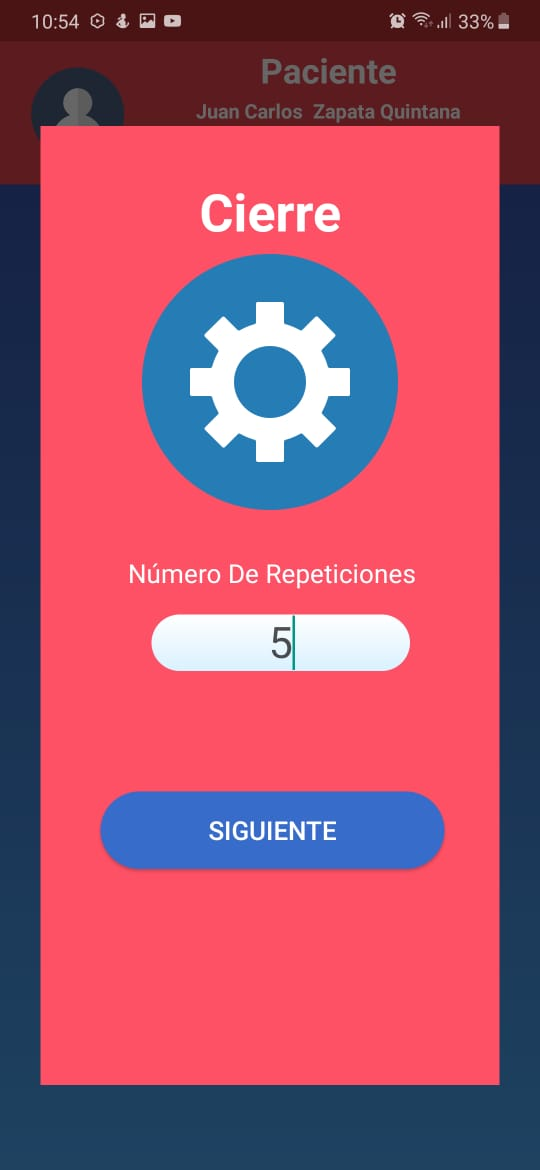 10:54 33%
Paciente
Juan Carlos Zapata Quintana
Cierre
Número De Repeticiones
5
SIGUIENTE